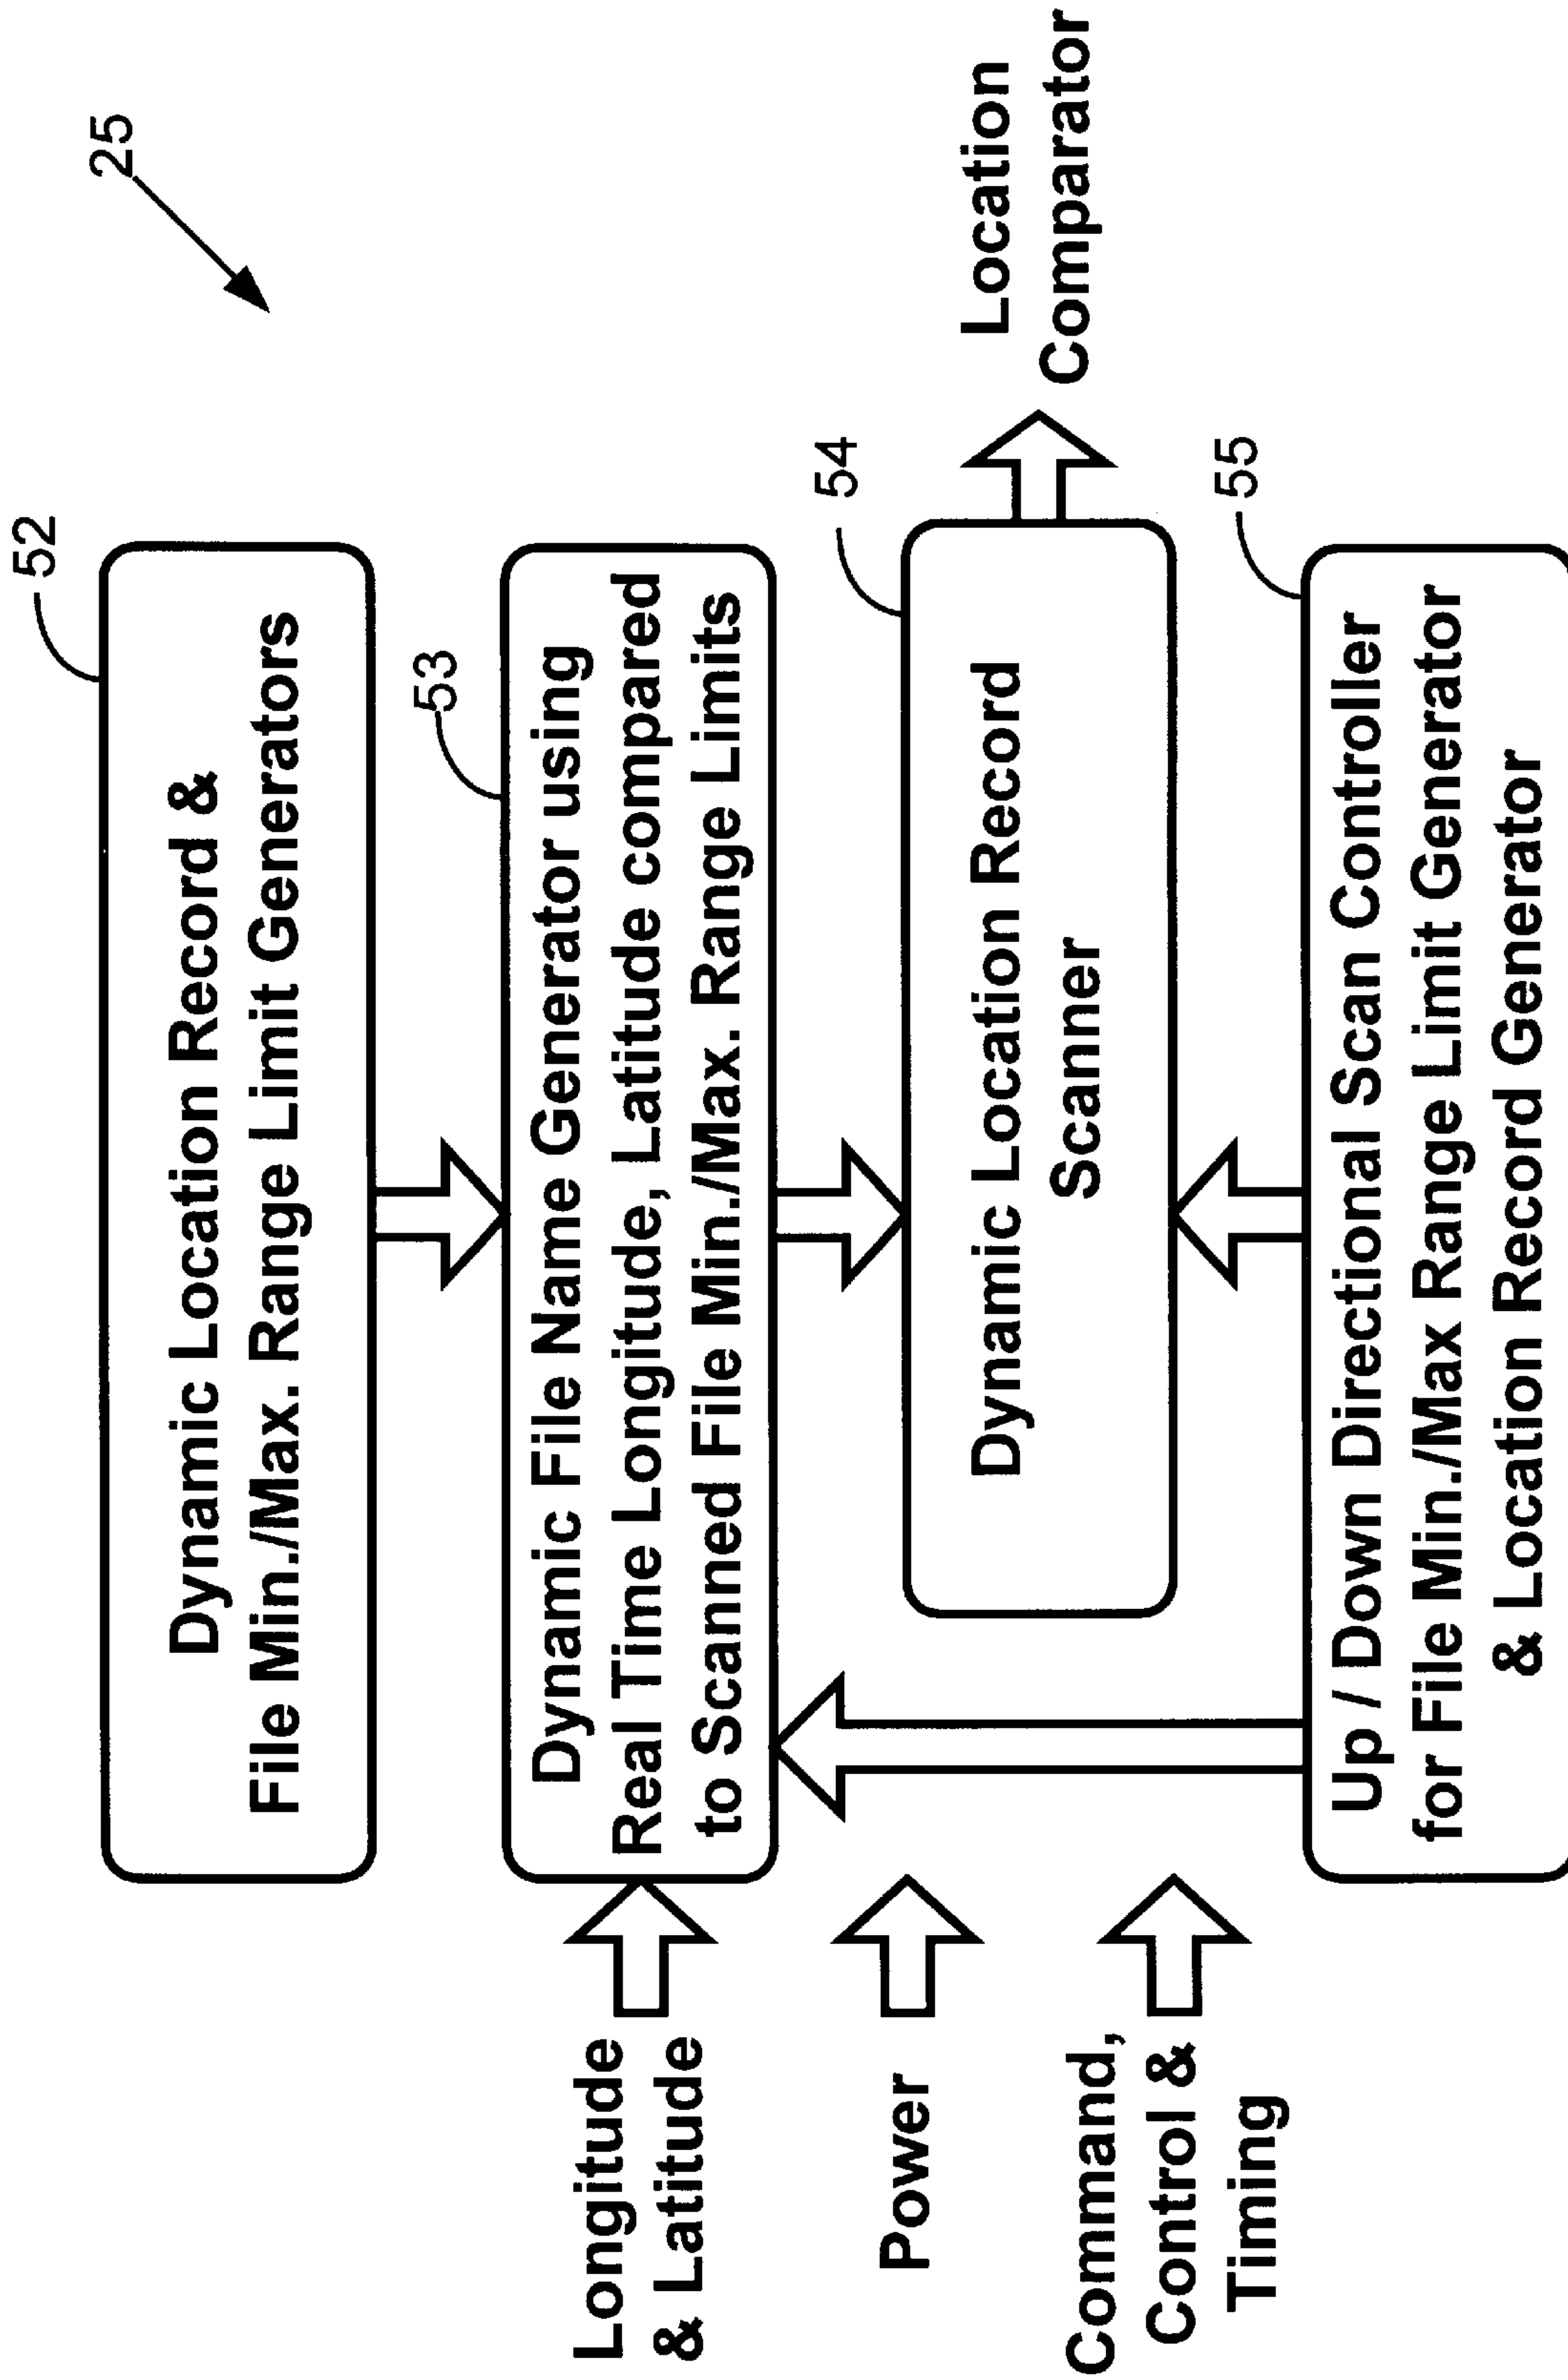 25
52
Dynamic Location Record &
File Min./Max. Range Limit Generators
53
Dynamic File Name Generator using
Real Time Longitude, Latitude compared
to Scanned File Min./Max. Range Limits
Longitude
& Latitude
54
Dynamic Location Record
Scanner
Location
Comparator
Power
Command,
Control &
Timing
55
Up / Down Directional Scan Controller
for File Min./Max Range Limit Generator
& Location Record Generator